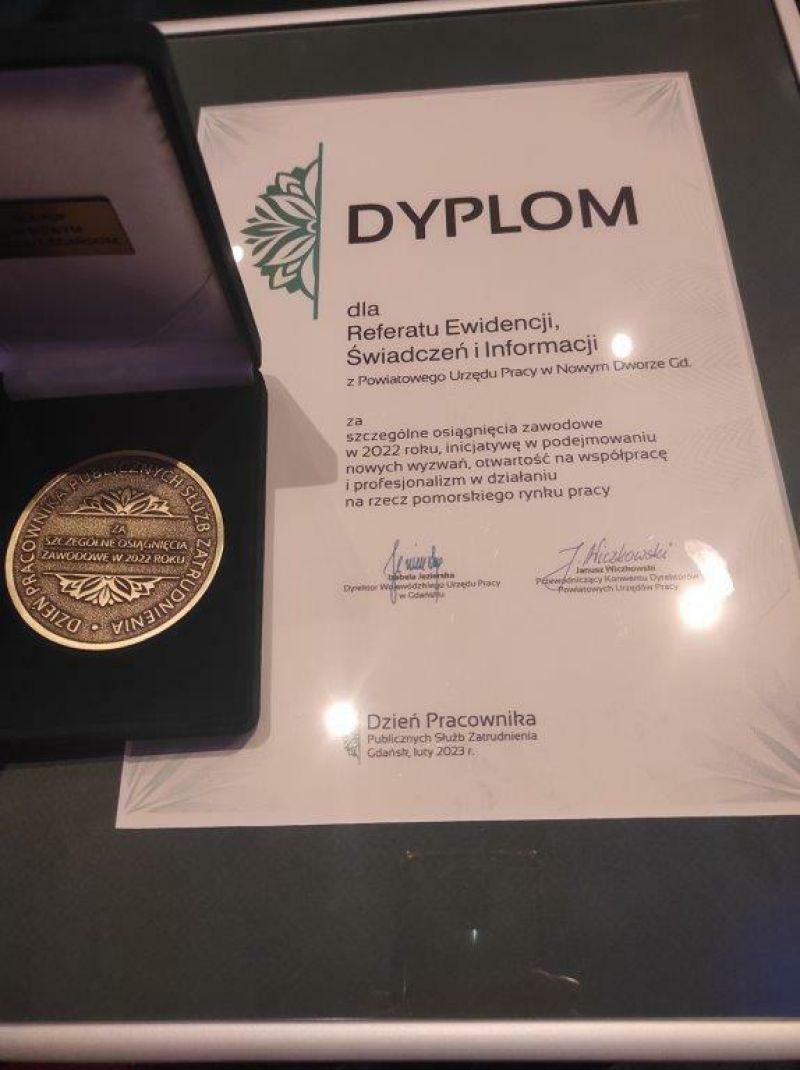 DYPLOM
dla
Referatu Ewidencji,
Świadczeń i Informacji
z Powiatowego Urzędu Pracy w Nowym Dworze Gd.
za
szczególne osiągnięcia zawodowe
w 2022 roku, inicjatywę w podejmowaniu
nowych wyzwań, otwartość na współpracę
i profesjonalizm w działaniu
na rzecz pomorskiego rynku pracy
Izabela Jezierska
Dyrektor Wojewódzkiego Urzędu Pracy
w Gdańsku
J. Wiczkowski
Janusz Wiczkowski
Przewodniczący Konwentu Dyrektorów
Powiatowych Urzędów Pracy
Dzień Pracownika
Publicznych Służb Zatrudnienia
Gdańsk, luty 2023 r.
DZIEŃ PRACOWNIKA PUBLICZNYCH SŁUŻB ZATRUDNIENIA •
ZA
SZCZEGÓLNE OSIĄGNIĘCIA
ZAWODOWE W 2022 ROKU